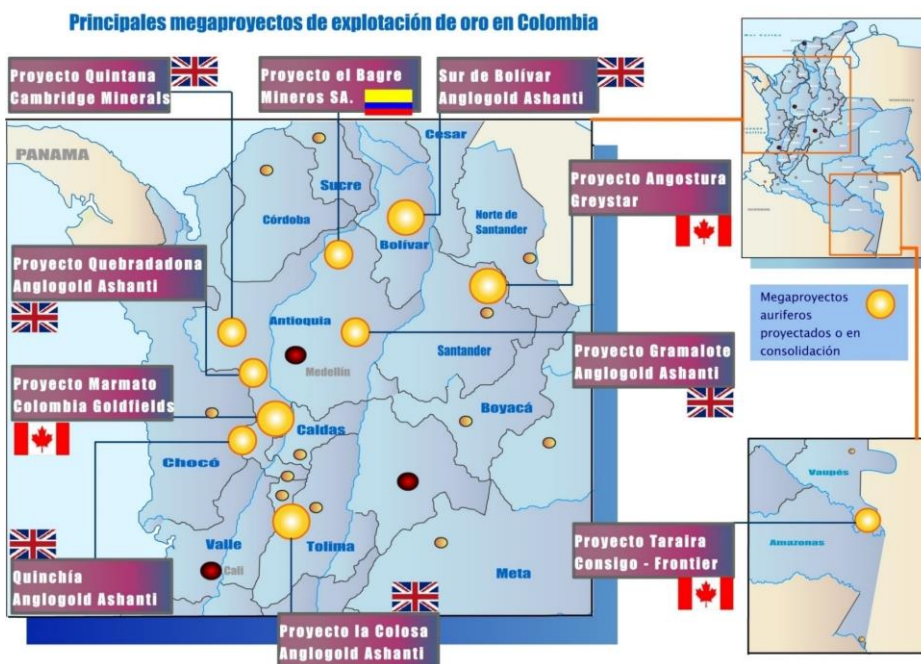 Principales megaproyectos de explotación de oro en Colombia
Proyecto Quintana
Cambridge Minerals
Proyecto el Bagre
Mineros SA.
Sur de Bolívar
Anglogold Ashanti
PANAMA
Cesar
Sucre
Córdoba
Bolívar
Norte de
Santander
Proyecto Angostura
Greystar
Proyecto Quebradadona
Anglogold Ashanti
Antioquia
Medellín
Santander
Megaproyectos
auriferos
proyectados o en
consolidación
Proyecto Gramalote
Anglogold Ashanti
Proyecto Marmato
Colombia Goldfields
Boyacá
Caldas
Chocó
Vaupés
Amazonas
Proyecto Taraira
Consigo - Frontier
Valle
Cali
Tolima
Meta
Quinchía
Anglogold Ashanti
Proyecto la Colosa
Anglogold Ashanti